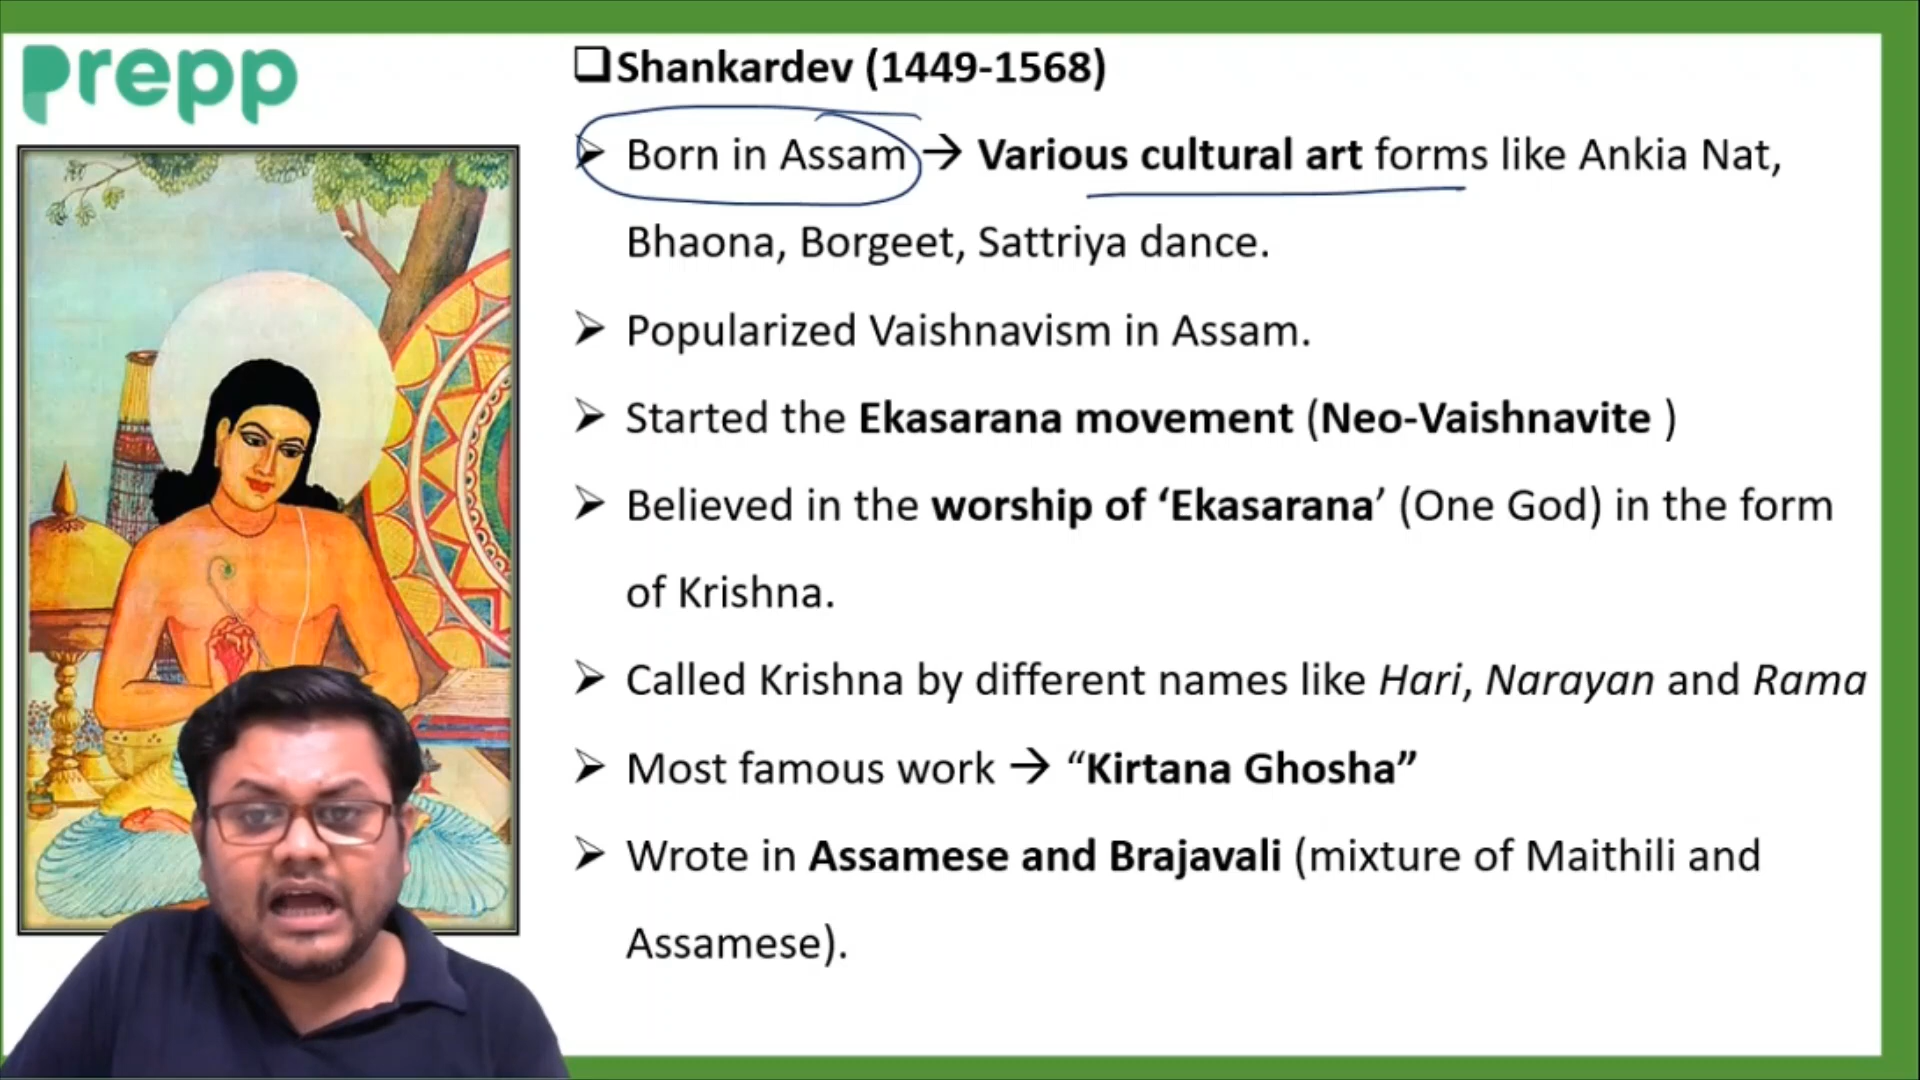 prepp
❑Shankardev (1449-1568)
➢ Born in Assam → Various cultural art forms like Ankia Nat,
Bhaona, Borgeet, Sattriya dance.
➢ Popularized Vaishnavism in Assam.
➢ Started the Ekasarana movement (Neo-Vaishnavite )
➢ Believed in the worship of ‘Ekasarana’ (One God) in the form
of Krishna.
➢ Called Krishna by different names like Hari, Narayan and Rama
➢ Most famous work → “Kirtana Ghosha”
➢ Wrote in Assamese and Brajavali (mixture of Maithili and
Assamese).